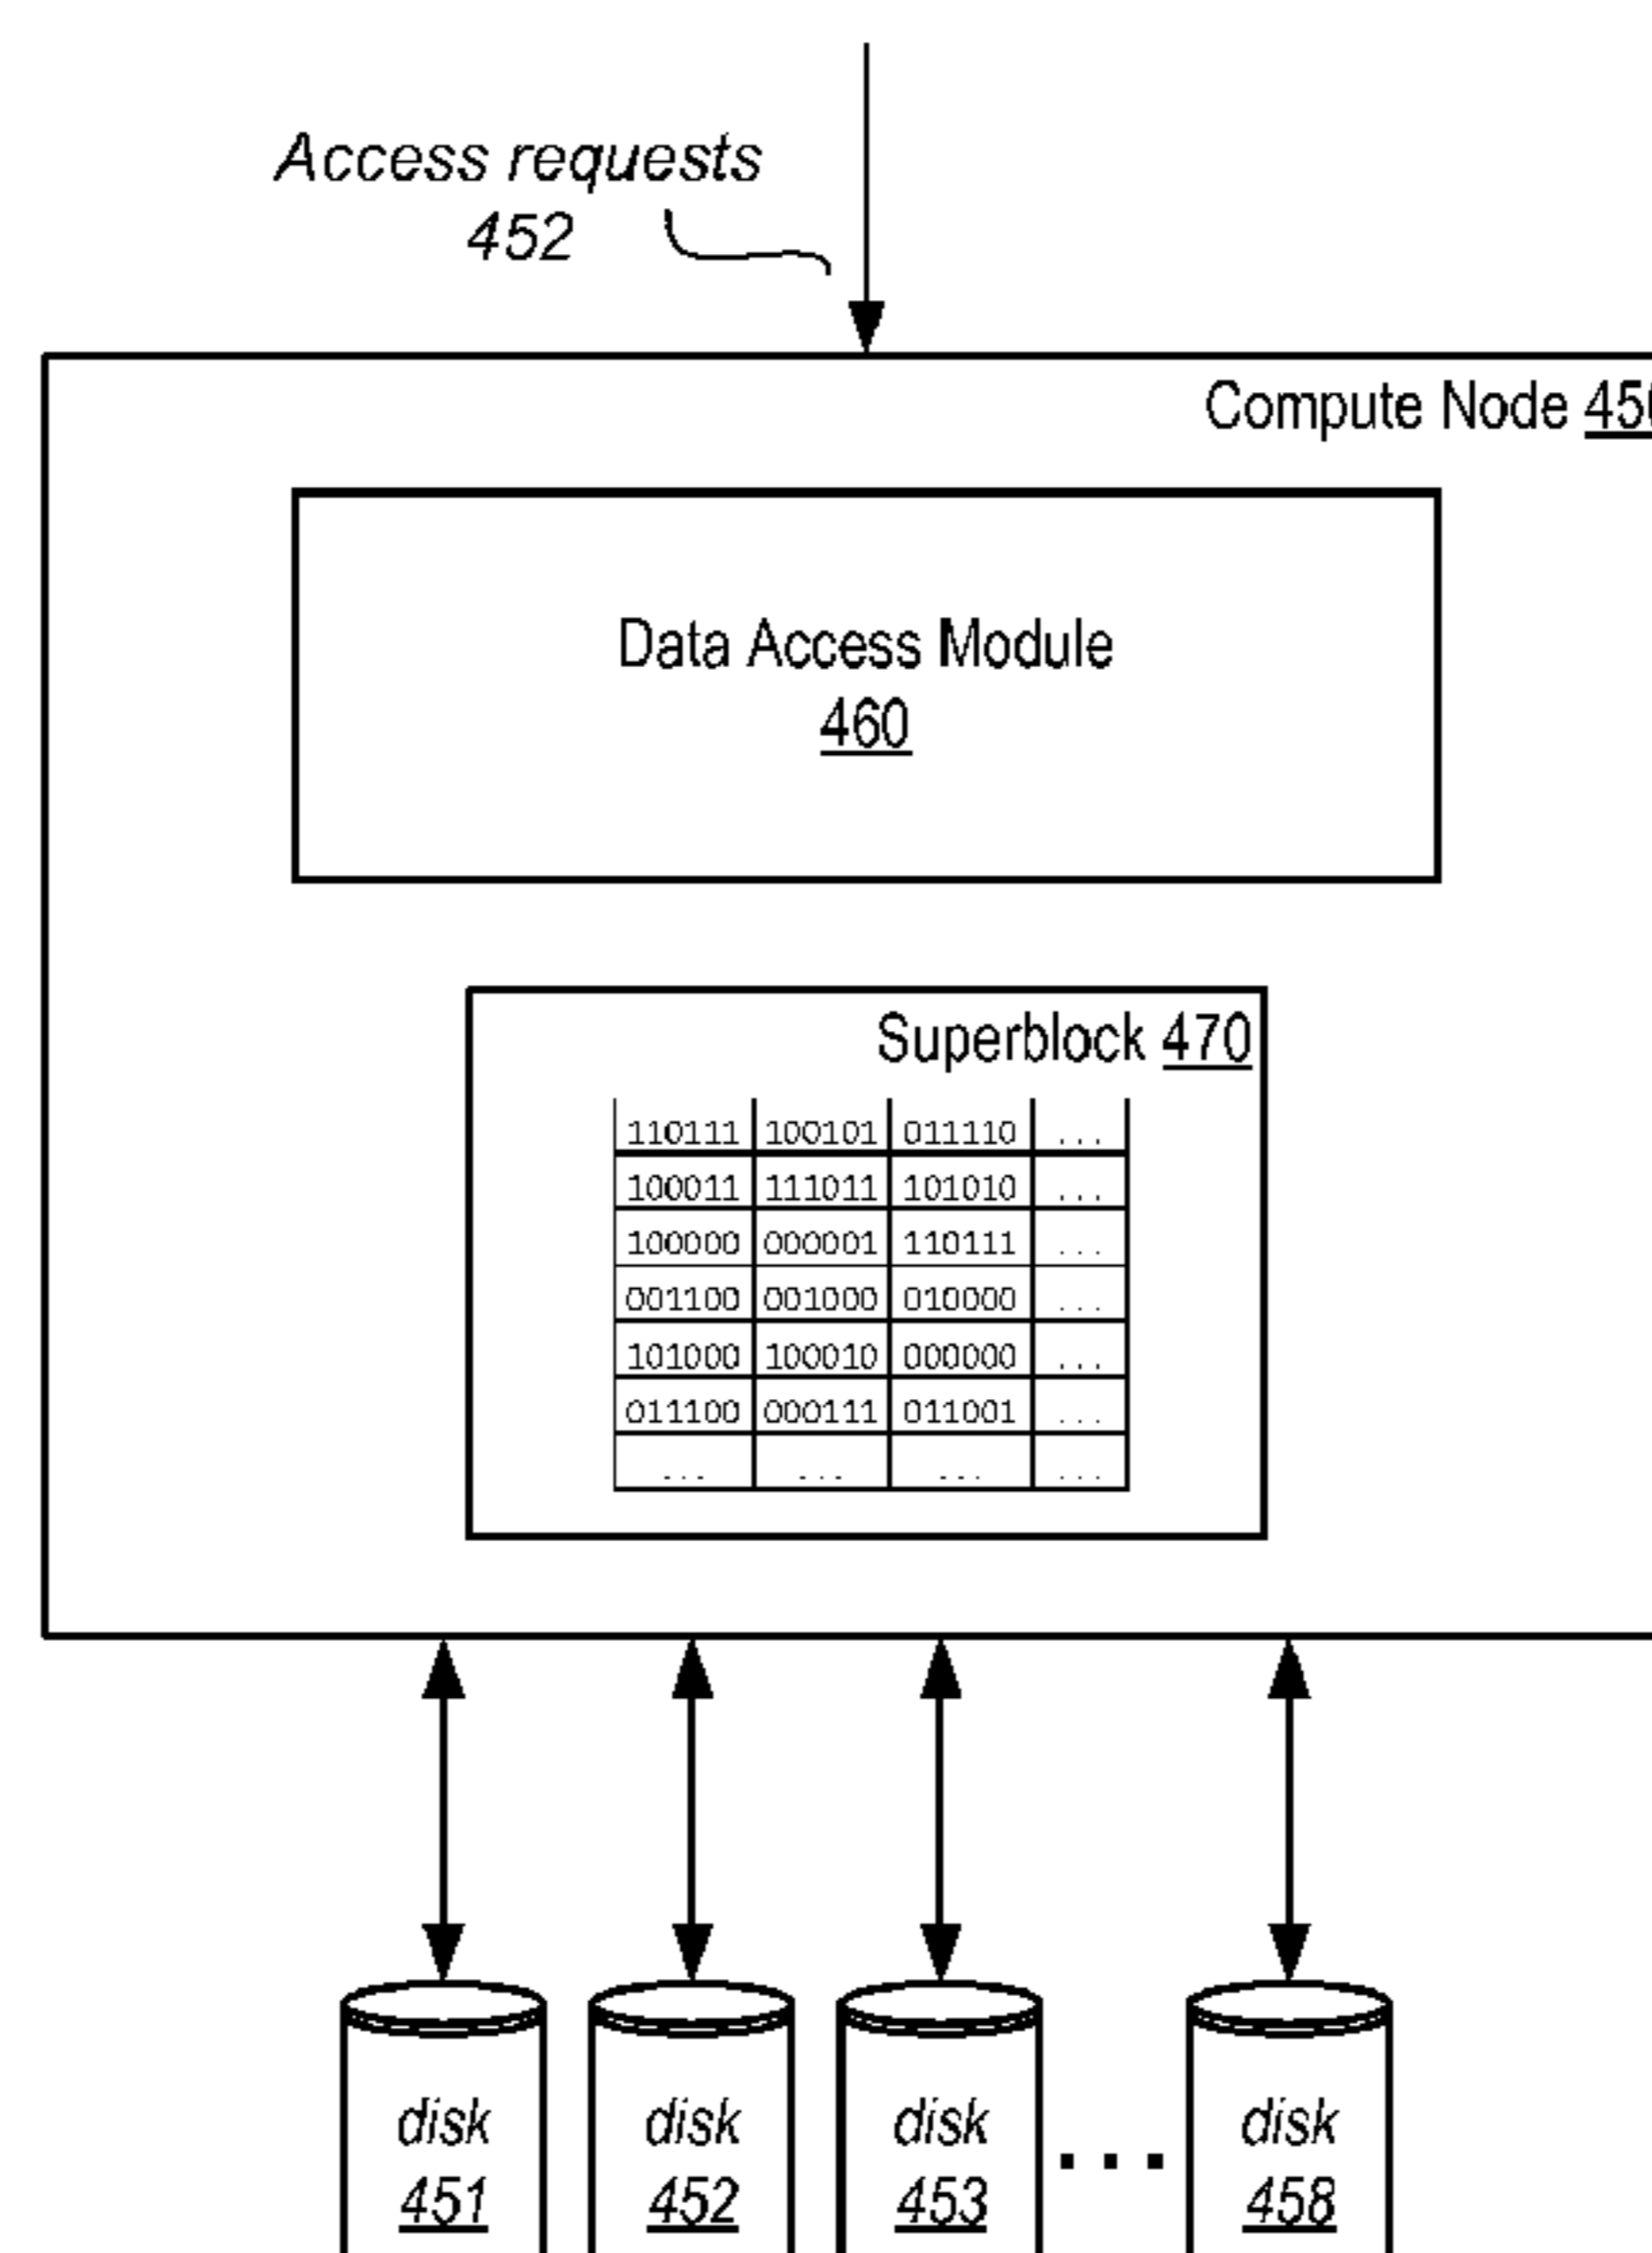 Access requests
452
Compute Node 450
Data Access Module
460
Superblock 470
110111 100101 011110 ...
100011 111011 101010 ...
100000 000001 110111 ...
001100 001000 010000 ...
101000 100010 000000 ...
011100 000111 011001 ...
... ... ... ...
disk disk disk ... disk
451 452 453 458